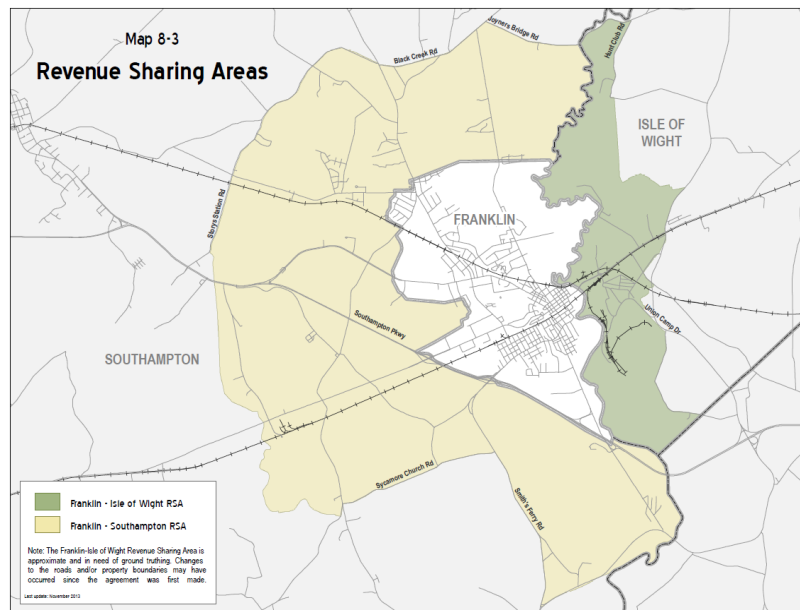 Map 8-3
Revenue Sharing Areas
Joyners Bridge Rd
Black Creek Rd
Hunt Club Rd
ISLE OF
WIGHT
Storys Station Rd
FRANKLIN
Union Camp Dr
Southampton Pkwy
SOUTHAMPTON
Sycamore Church Rd
Smith's Ferry Rd
Franklin - Isle of Wight RSA
Franklin - Southampton RSA
Note: The Franklin-Isle of Wight Revenue Sharing Area is
approximate and in need of ground truthing. Changes
to the roads and/or property boundaries may have
occurred since the agreement was first made.
Last update: November 2013